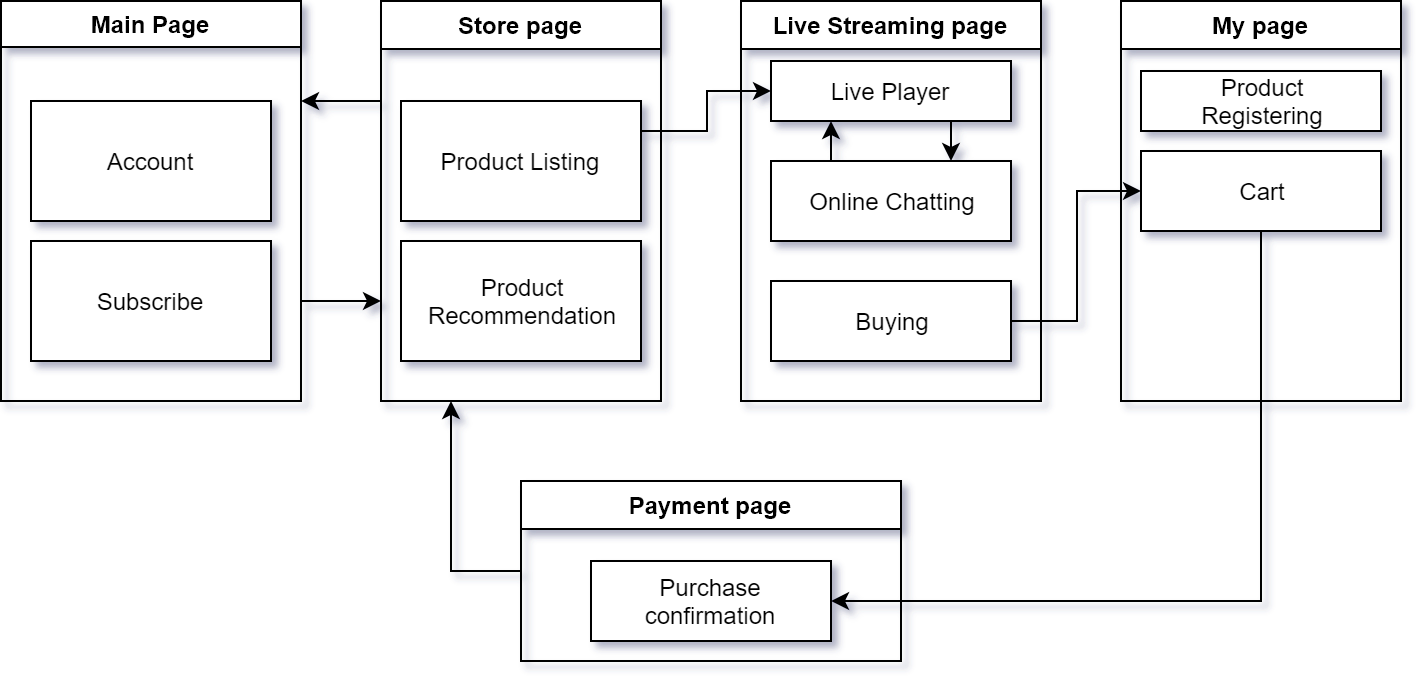 Main Page
Account
Subscribe
Store page
Product Listing
Product
Recommendation
Live Streaming page
Live Player
Online Chatting
Buying
My page
Product
Registering
Cart
Payment page
Purchase
confirmation